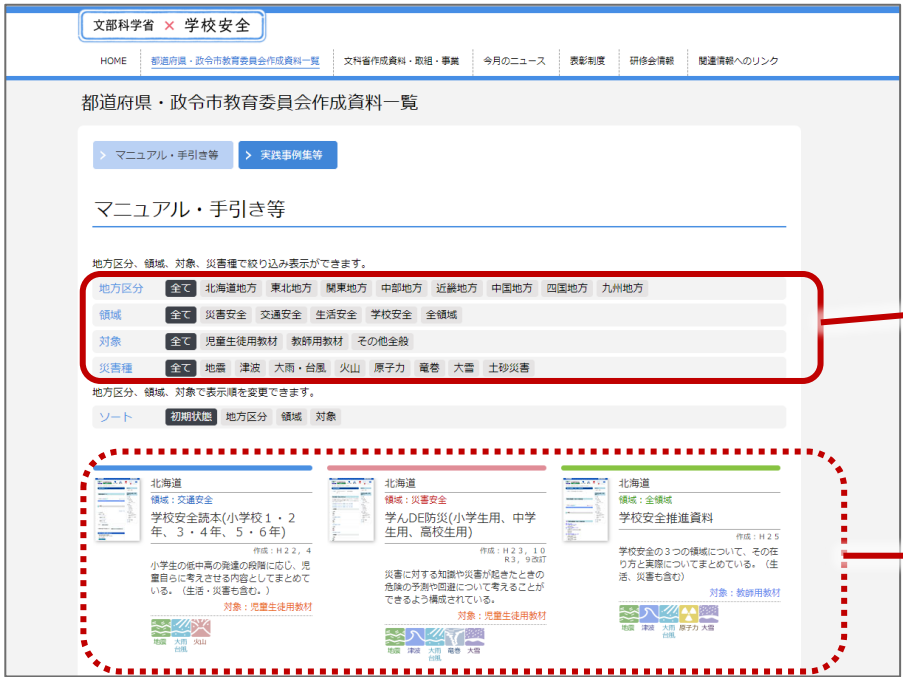 文部科学省 × 学校安全
HOME 都道府県・政令市教育委員会作成資料一覧 文科省作成資料・取組・事業 今月のニュース 表彰制度 研修会情報 関連情報へのリンク
都道府県・政令市教育委員会作成資料一覧
マニュアル・手引き等 実践事例集等
マニュアル・手引き等
地方区分、領域、対象、災害種で絞り込み表示ができます。
地方区分 全て 北海道地方 東北地方 関東地方 中部地方 近畿地方 中国地方 四国地方 九州地方
領域 全て 災害安全 交通安全 生活安全 学校安全 全領域
対象 全て 児童生徒用教材 教師用教材 その他全般
災害種 全て 地震 津波 大雨・台風 火山 原子力 竜巻 大雪 土砂災害
地方区分、領域、対象で表示順を変更できます。
ソート 初期状態 地方区分 領域 対象
北海道
領域：交通安全
学校安全読本(小学校１・２
年、３・４年、５・６年)
作成：H２２，４
小学生の低中高の発達の段階に応じ、児
童自らに考えさせる内容としてまとめて
いる。（生活・災害も含む。）
対象：児童生徒用教材
地震 大雨 火山
台風
北海道
領域：災害安全
学んDE防災(小学生用、中学
生用、高校生用)
作成：H２３，１０
R３，９改訂
災害に対する知識や災害が起きたときの
危険の予測や回避について考えることが
できるよう構成されている。
対象：児童生徒用教材
地震 津波 大雨 竜巻 大雪
台風
北海道
領域：全領域
学校安全推進資料
作成：H２５
学校安全の３つの領域について、その在
り方と実際についてまとめている。（生
活、災害も含む）
対象：教師用教材
地震 津波 大雨 原子力 大雪
台風